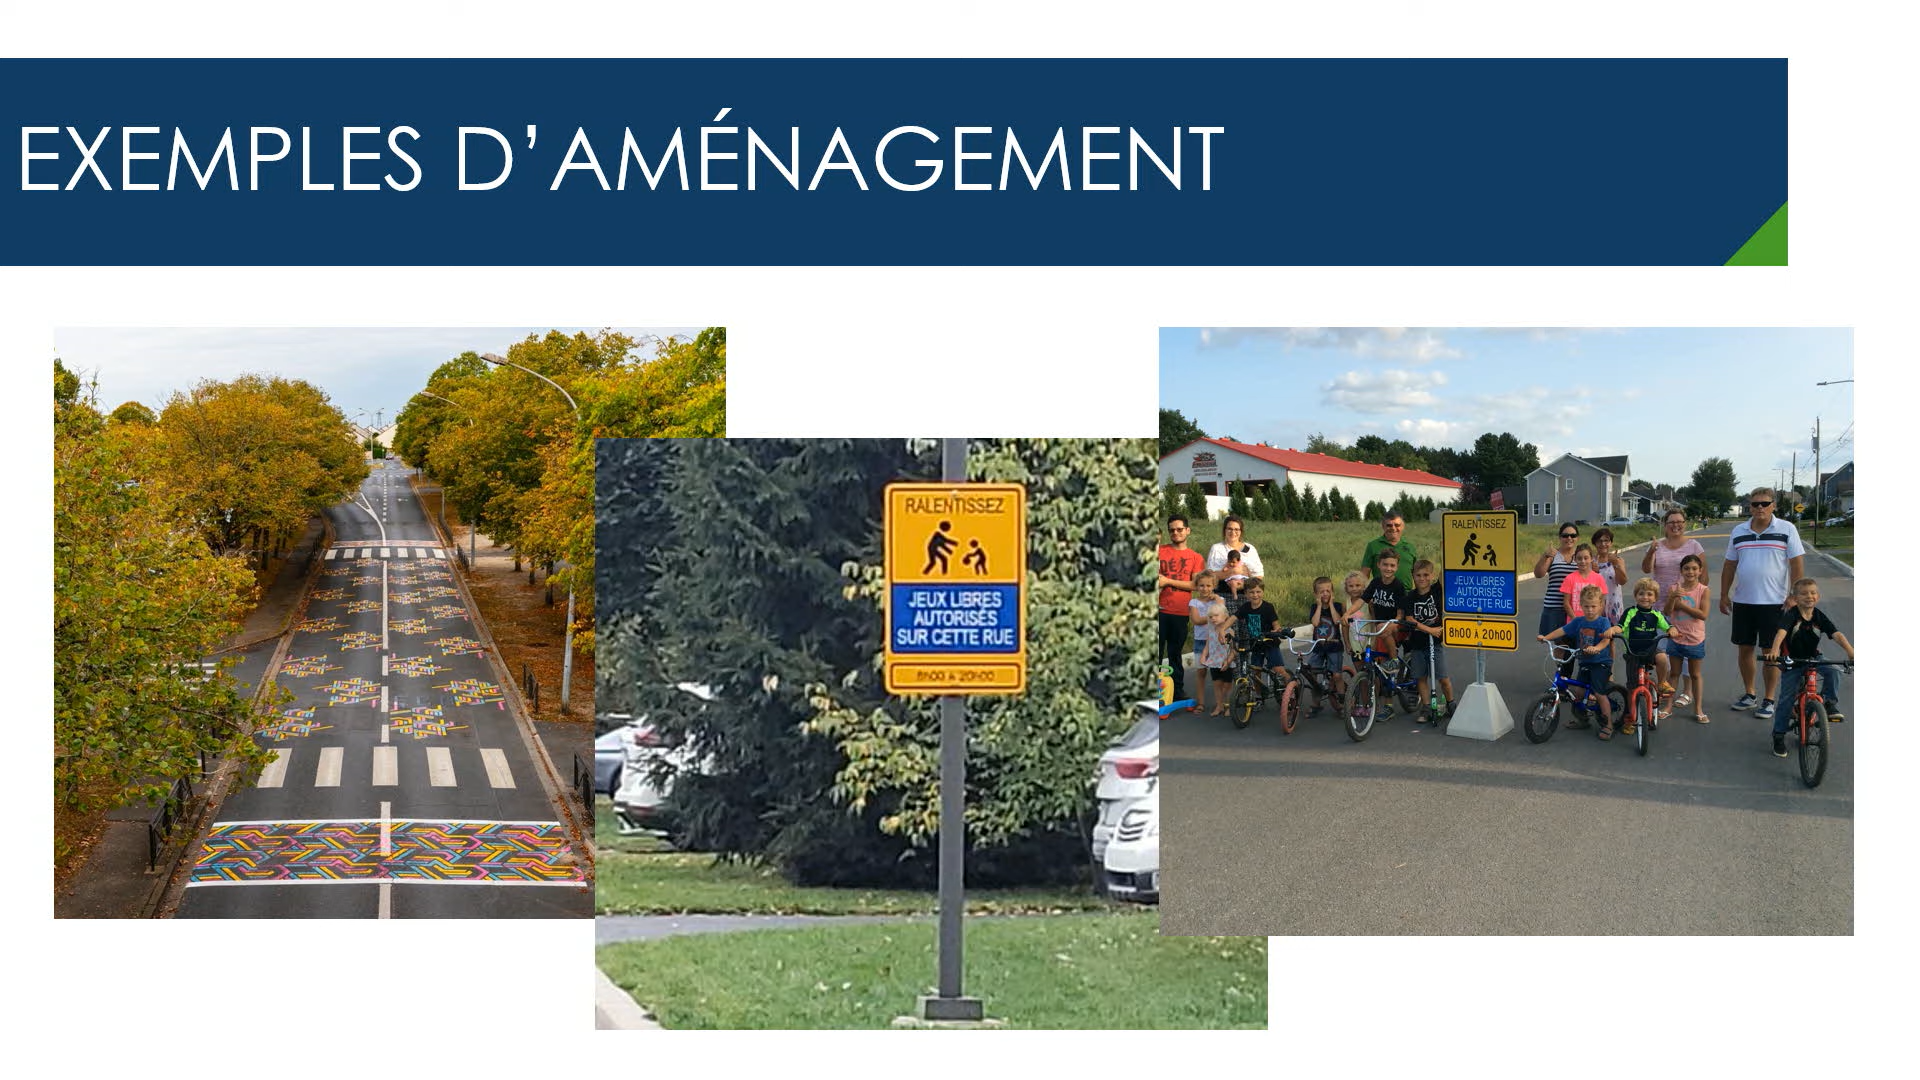 EXEMPLES D’AMÉNAGEMENT
RALENTISSEZ
JEUX LIBRES
AUTORISÉS
SUR CETTE RUE
8h00 à 20h00
RALENTISSEZ
JEUX LIBRES
AUTORISÉS
SUR CETTE RUE
8h00 à 20h00